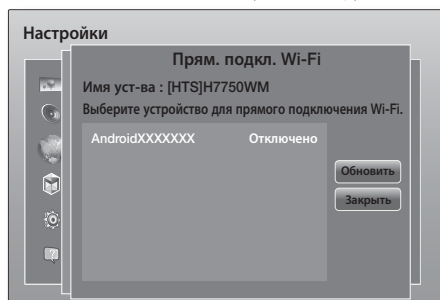 Настройки
Прям. подкл. Wi-Fi
Имя уст-ва : [HTS]H7750WM
Выберите устройство для прямого подключения Wi-Fi.
AndroidXXXXXXX Отключено
Обновить
Закрыть